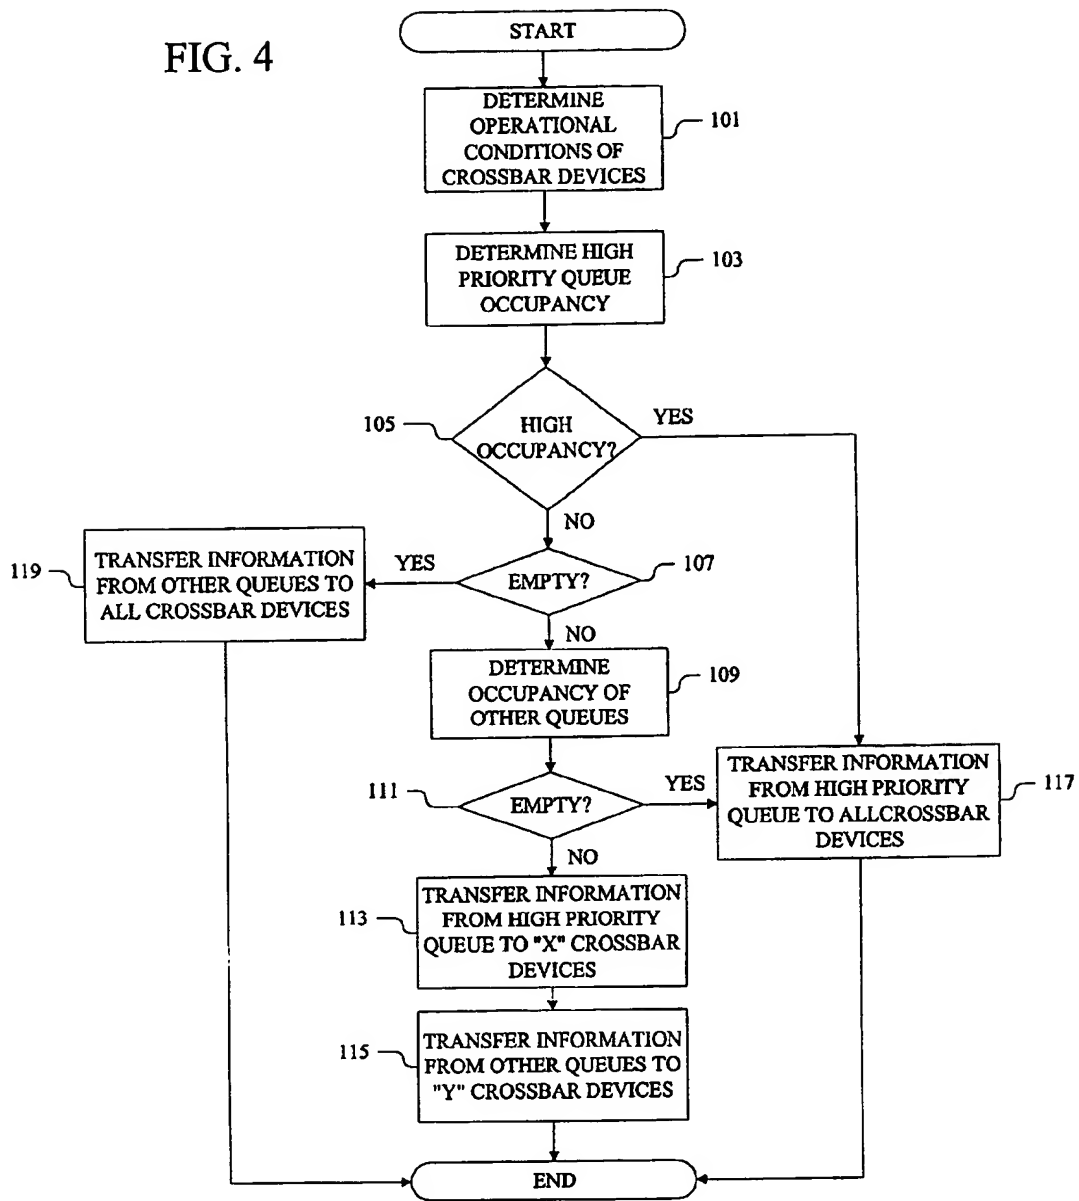 FIG. 4
START
DETERMINE
OPERATIONAL
CONDITIONS OF
CROSSBAR DEVICES
101
DETERMINE HIGH
PRIORITY QUEUE
OCCUPANCY
103
105
HIGH
OCCUPANCY?
YES
NO
119
TRANSFER INFORMATION
FROM OTHER QUEUES TO
ALL CROSSBAR DEVICES
YES
EMPTY?
107
NO
DETERMINE
OCCUPANCY OF
OTHER QUEUES
109
111
EMPTY?
YES
NO
TRANSFER INFORMATION
FROM HIGH PRIORITY
QUEUE TO ALLCROSSBAR
DEVICES
117
113
TRANSFER INFORMATION
FROM HIGH PRIORITY
QUEUE TO "X" CROSSBAR
DEVICES
115
TRANSFER INFORMATION
FROM OTHER QUEUES TO
"Y" CROSSBAR DEVICES
END